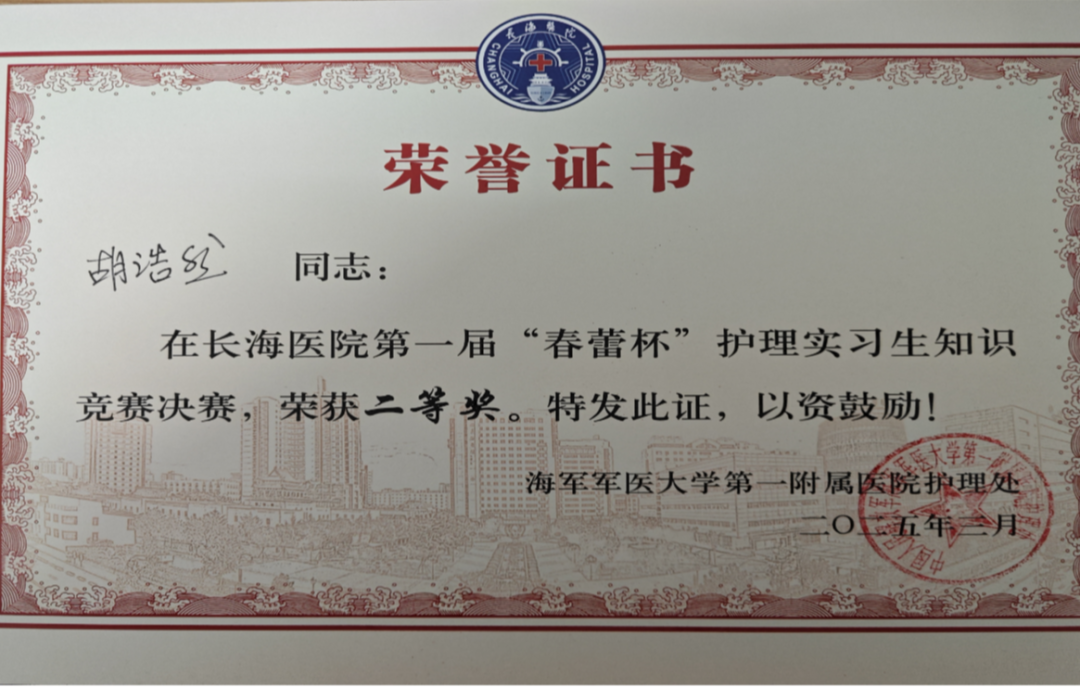 長海醫院
CHANGHAI HOSPITAL
荣誉证书
胡浩然 同志：
在长海医院第一届“春蕾杯”护理实习生知识
竞赛决赛，荣获二等奖。特发此证，以资鼓励！
海军军医大学第一附属医院护理处
二〇二五年三月